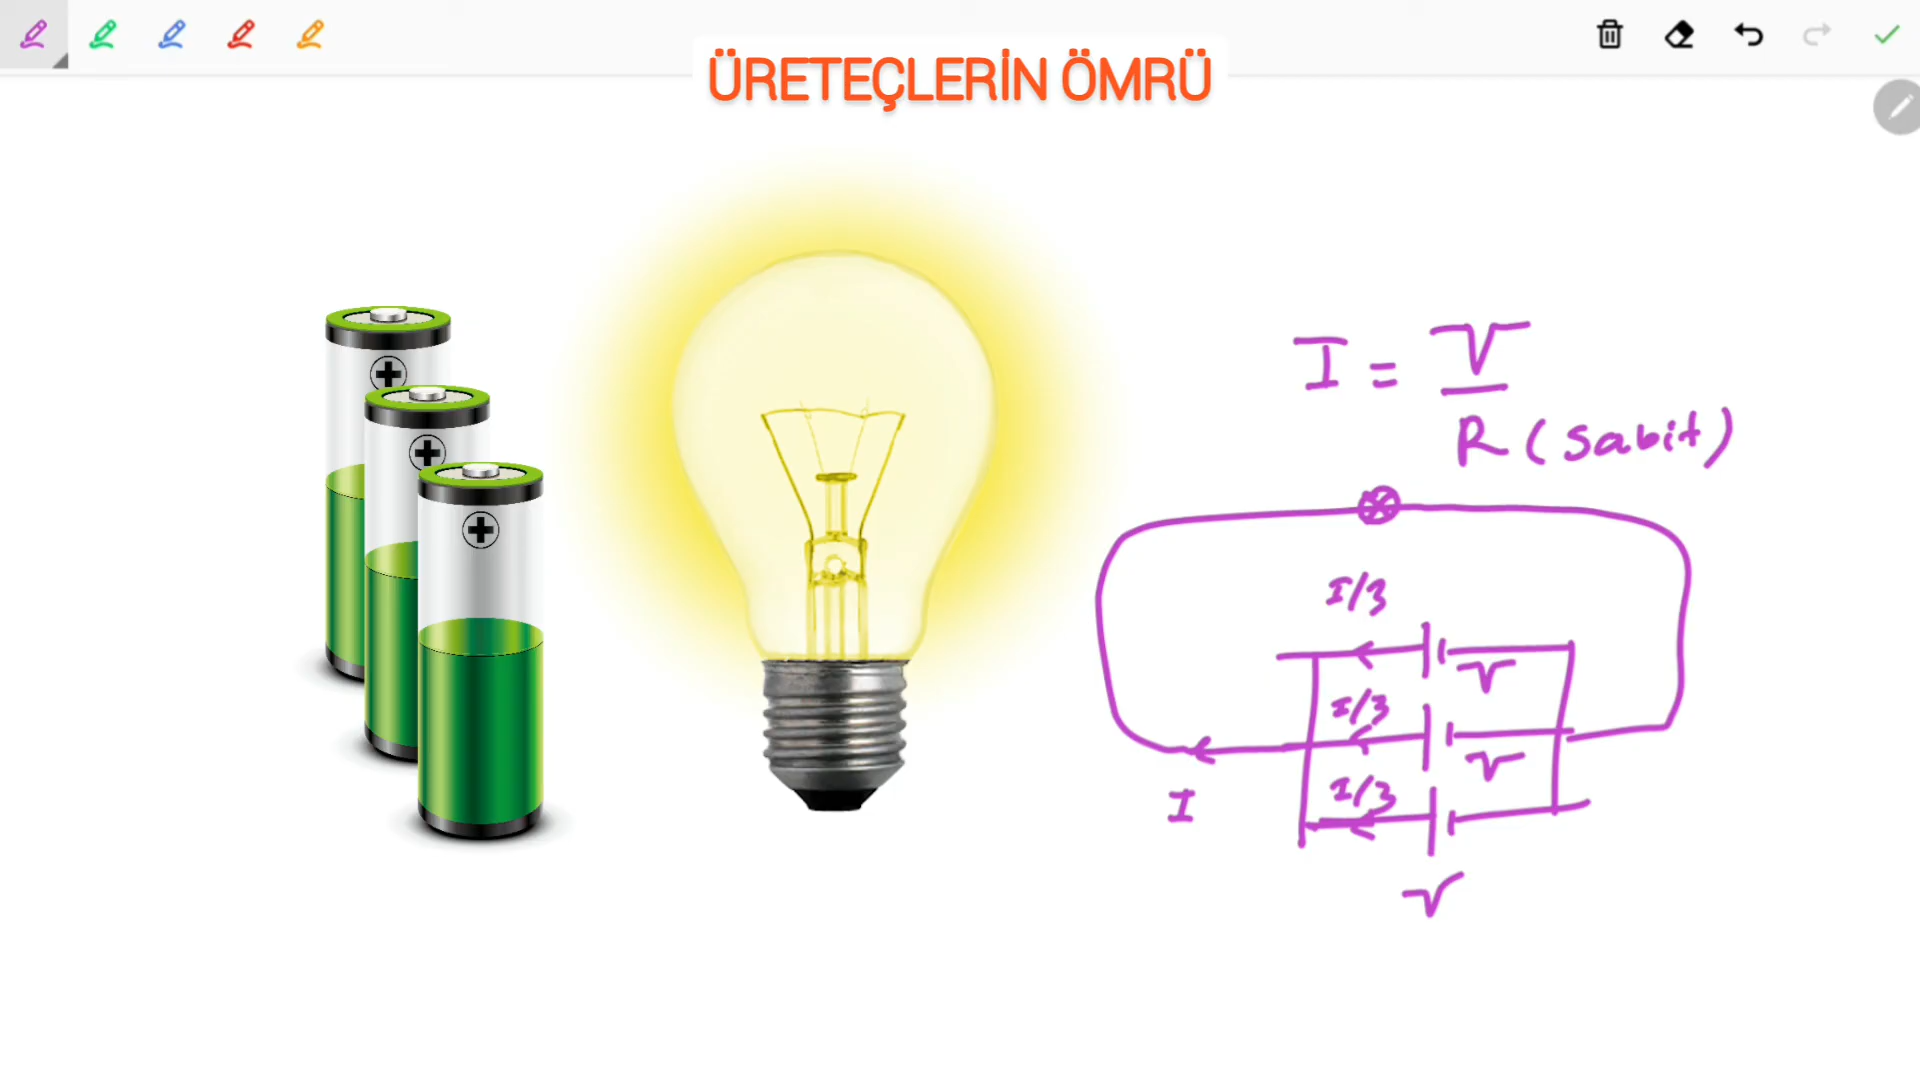 ÜRETEÇLERİN ÖMRÜ
I = V
R (sabit)
I/3
V
I/3
V
I/3
I
V